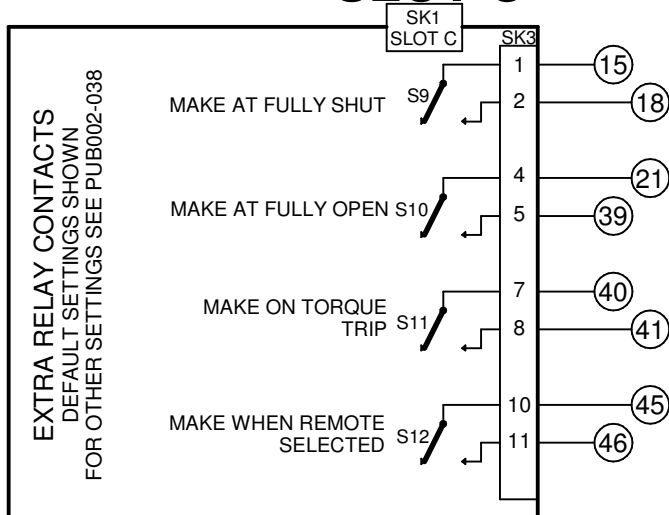 SK1
SLOT C
SK3
EXTRA RELAY CONTACTS
DEFAULT SETTINGS SHOWN
FOR OTHER SETTINGS SEE PUB002-038
MAKE AT FULLY SHUT S9 1 15
2 18
MAKE AT FULLY OPEN S10 4 21
5 39
MAKE ON TORQUE
TRIP S11 7 40
8 41
MAKE WHEN REMOTE
SELECTED S12 10 45
11 46